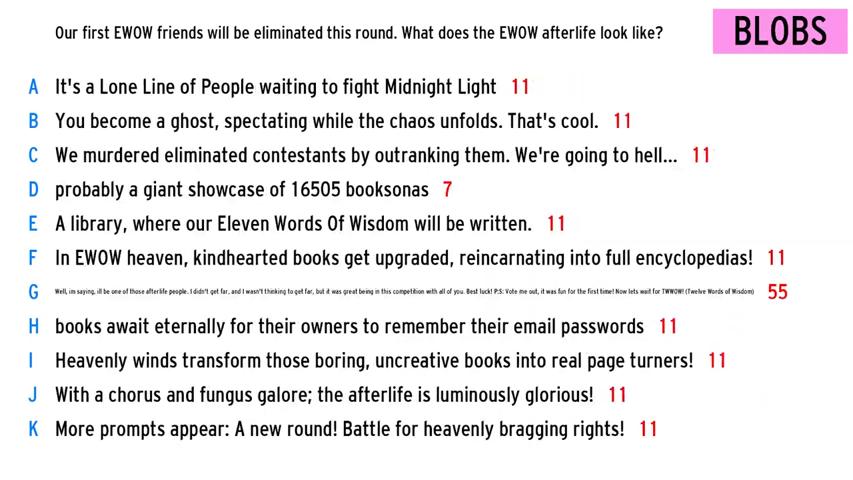 Our first EWOW friends will be eliminated this round. What does the EWOW afterlife look like?
BLOBS
A It's a Lone Line of People waiting to fight Midnight Light 11
B You become a ghost, spectating while the chaos unfolds. That's cool. 11
C We murdered eliminated contestants by outranking them. We're going to hell... 11
D probably a giant showcase of 16505 booksonas 7
E A library, where our Eleven Words Of Wisdom will be written. 11
F In EWOW heaven, kindhearted books get upgraded, reincarnating into full encyclopedias! 11
G Well, im saying, ill be one of those afterlife people. I didn't get far, and I wasn't thinking to get far, but it was great being in this competition with all of you. Best luck! P:S: Vote me out, it was fun for the first time! Now lets wait for TWWOW! (Twelve Words of Wisdom) 55
H books await eternally for their owners to remember their email passwords 11
I Heavenly winds transform those boring, uncreative books into real page turners! 11
J With a chorus and fungus galore; the afterlife is luminously glorious! 11
K More prompts appear: A new round! Battle for heavenly bragging rights! 11